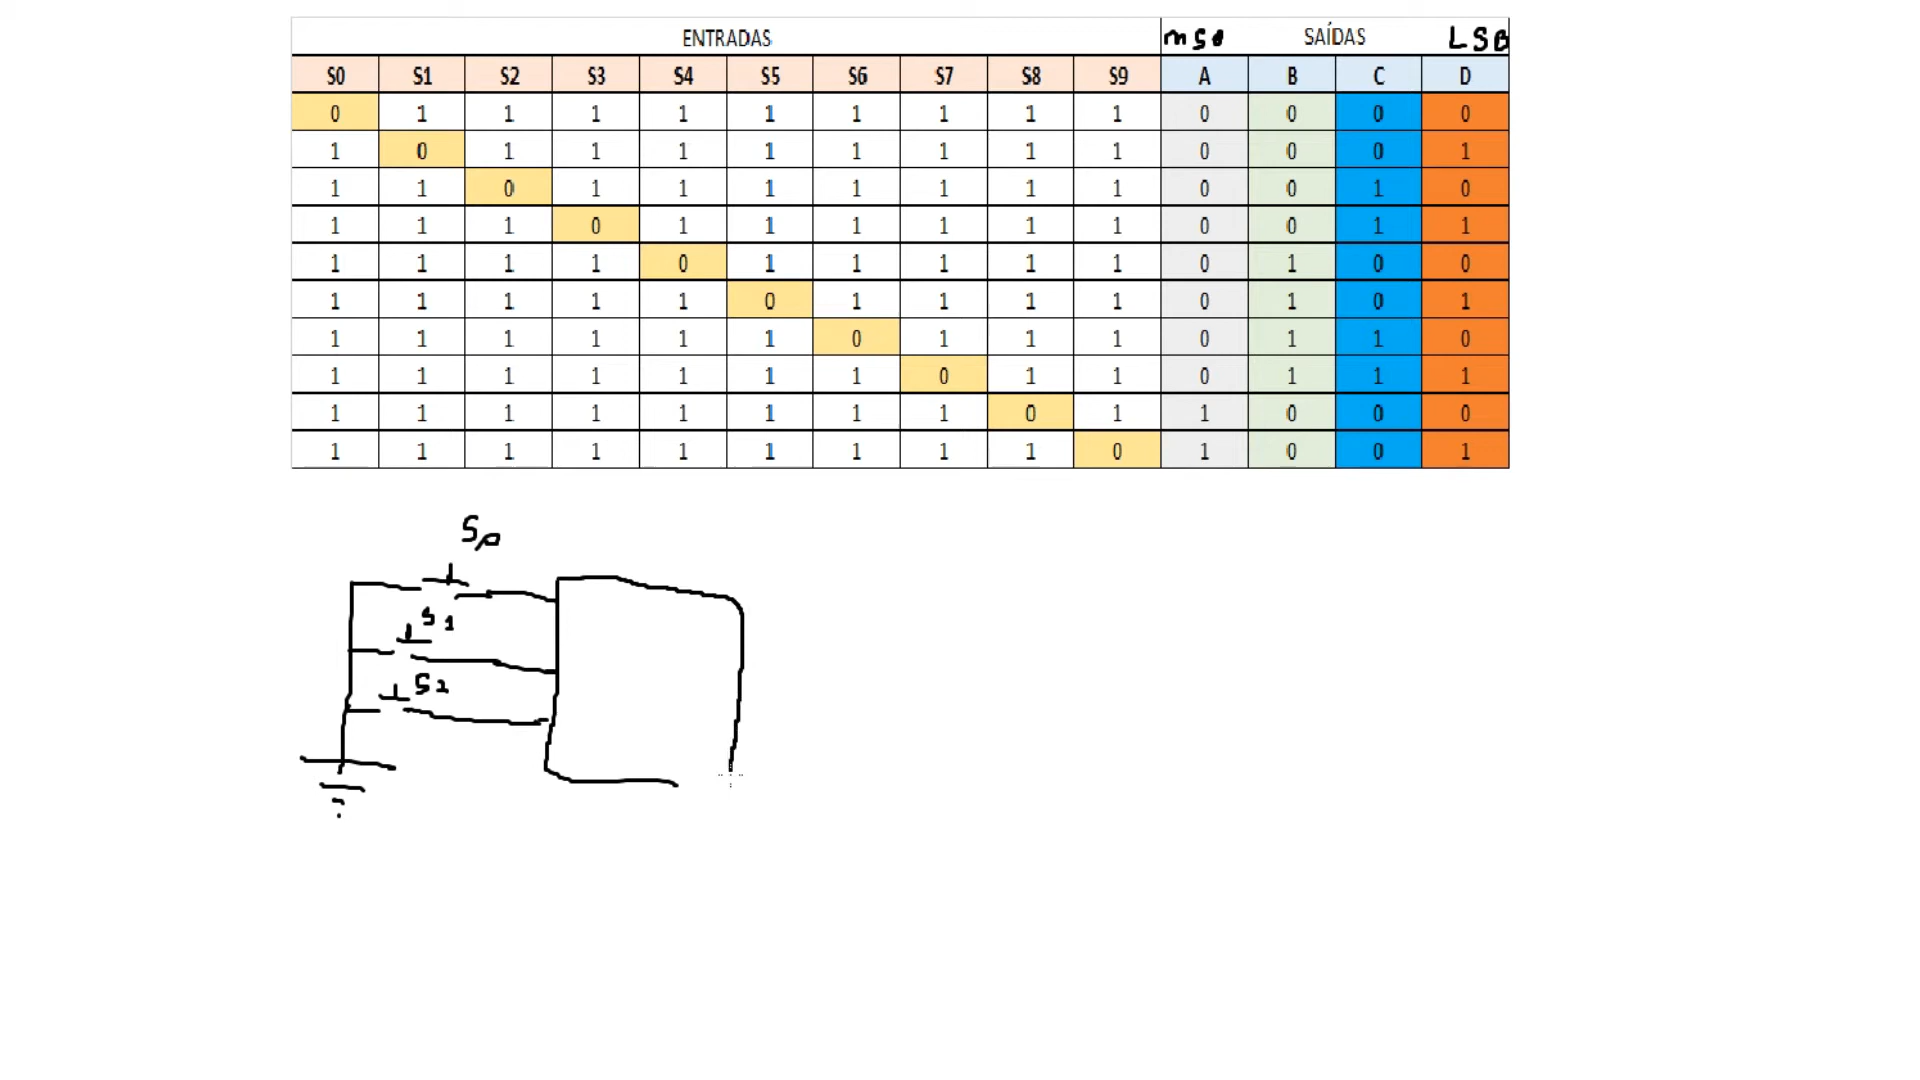 ENTRADAS mSB SAÍDAS LSB
S0 S1 S2 S3 S4 S5 S6 S7 S8 S9 A B C D
0 1 1 1 1 1 1 1 1 1 0 0 0 0
1 0 1 1 1 1 1 1 1 1 0 0 0 1
1 1 0 1 1 1 1 1 1 1 0 0 1 0
1 1 1 0 1 1 1 1 1 1 0 0 1 1
1 1 1 1 0 1 1 1 1 1 0 1 0 0
1 1 1 1 1 0 1 1 1 1 0 1 0 1
1 1 1 1 1 1 0 1 1 1 0 1 1 0
1 1 1 1 1 1 1 0 1 1 0 1 1 1
1 1 1 1 1 1 1 1 0 1 1 0 0 0
1 1 1 1 1 1 1 1 1 0 1 0 0 1
S0
S1
S2